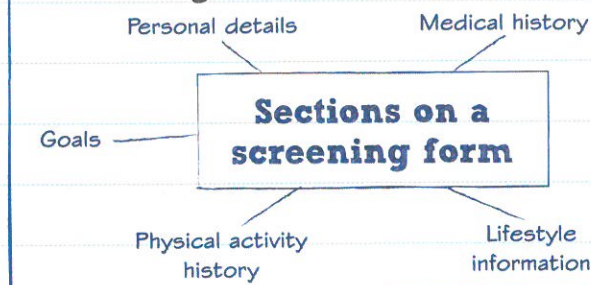 Personal details
Medical history
Sections on a
screening form
Goals
Physical activity
history
Lifestyle
information